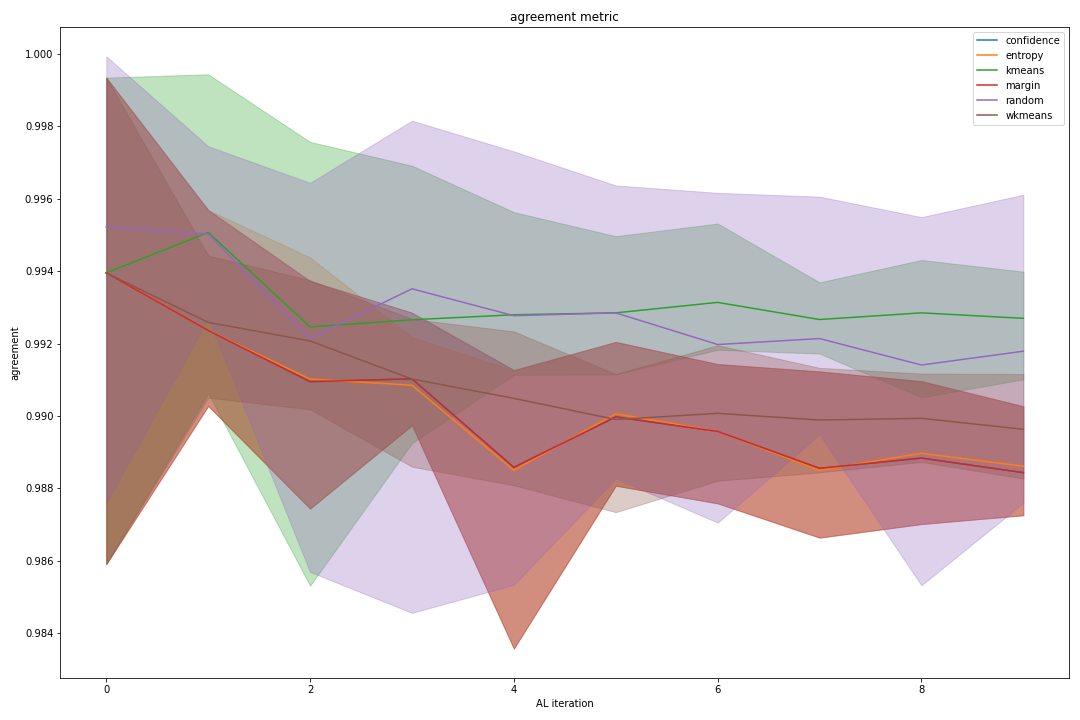 agreement metric
confidence
entropy
kmeans
margin
random
wkmeans
agreement
1.000
0.998
0.996
0.994
0.992
0.990
0.988
0.986
0.984
0
2
4
6
8
AL iteration